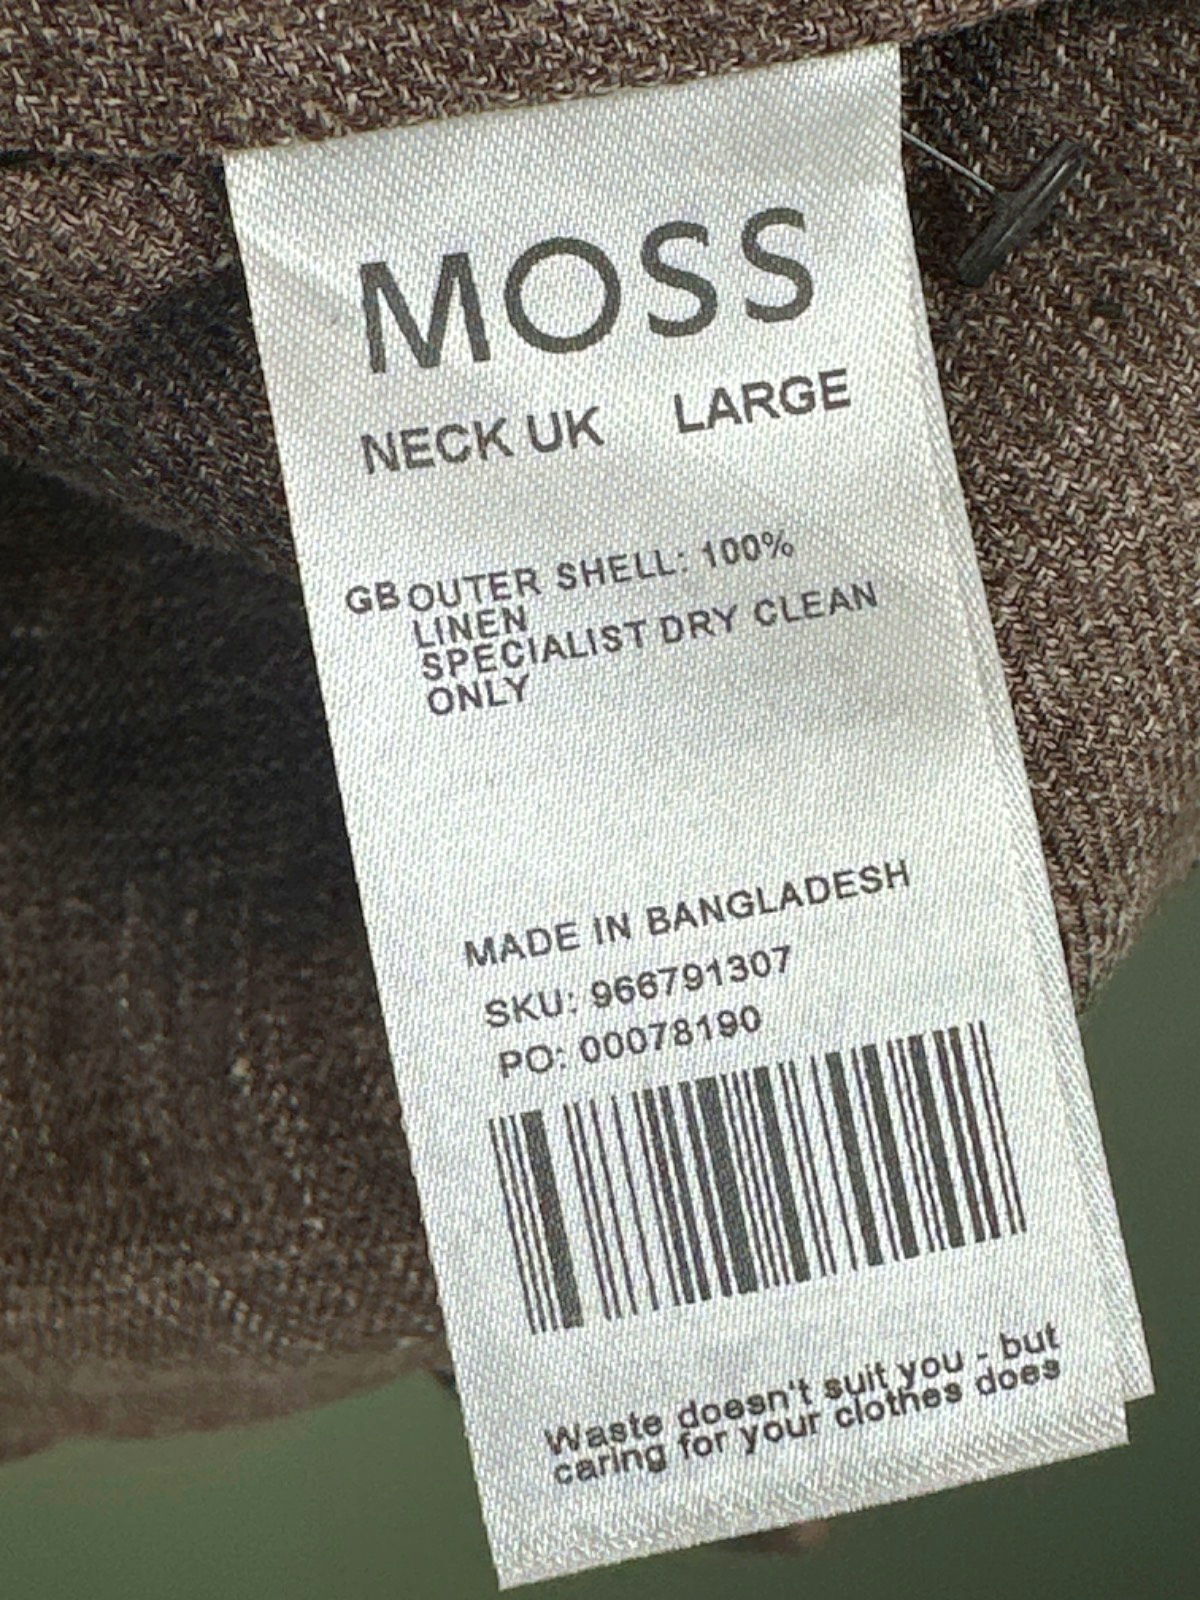 MOSS
NECK UK LARGE
GB OUTER SHELL: 100%
LINEN
SPECIALIST DRY CLEAN
ONLY
MADE IN BANGLADESH
SKU: 966791307
PO: 00078190
Waste doesn't suit you - but
caring for your clothes does